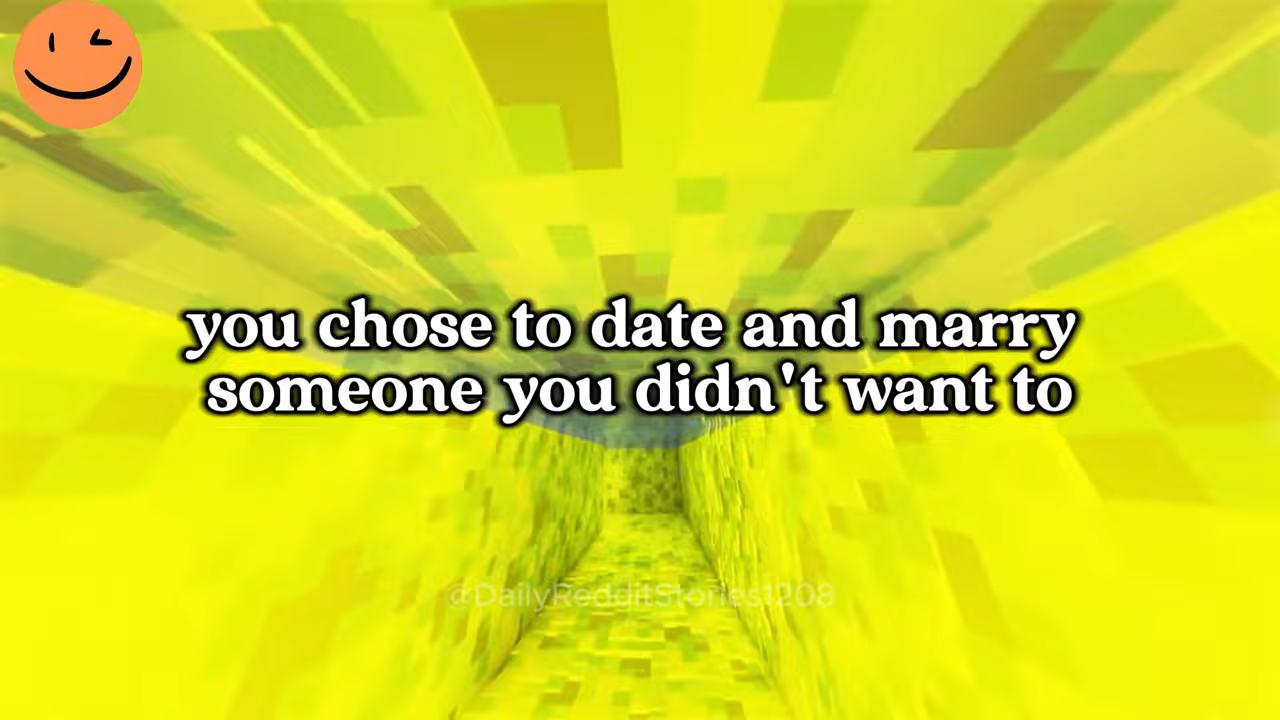 you chose to date and marry
someone you didn't want to
@DailyRedditStories1208